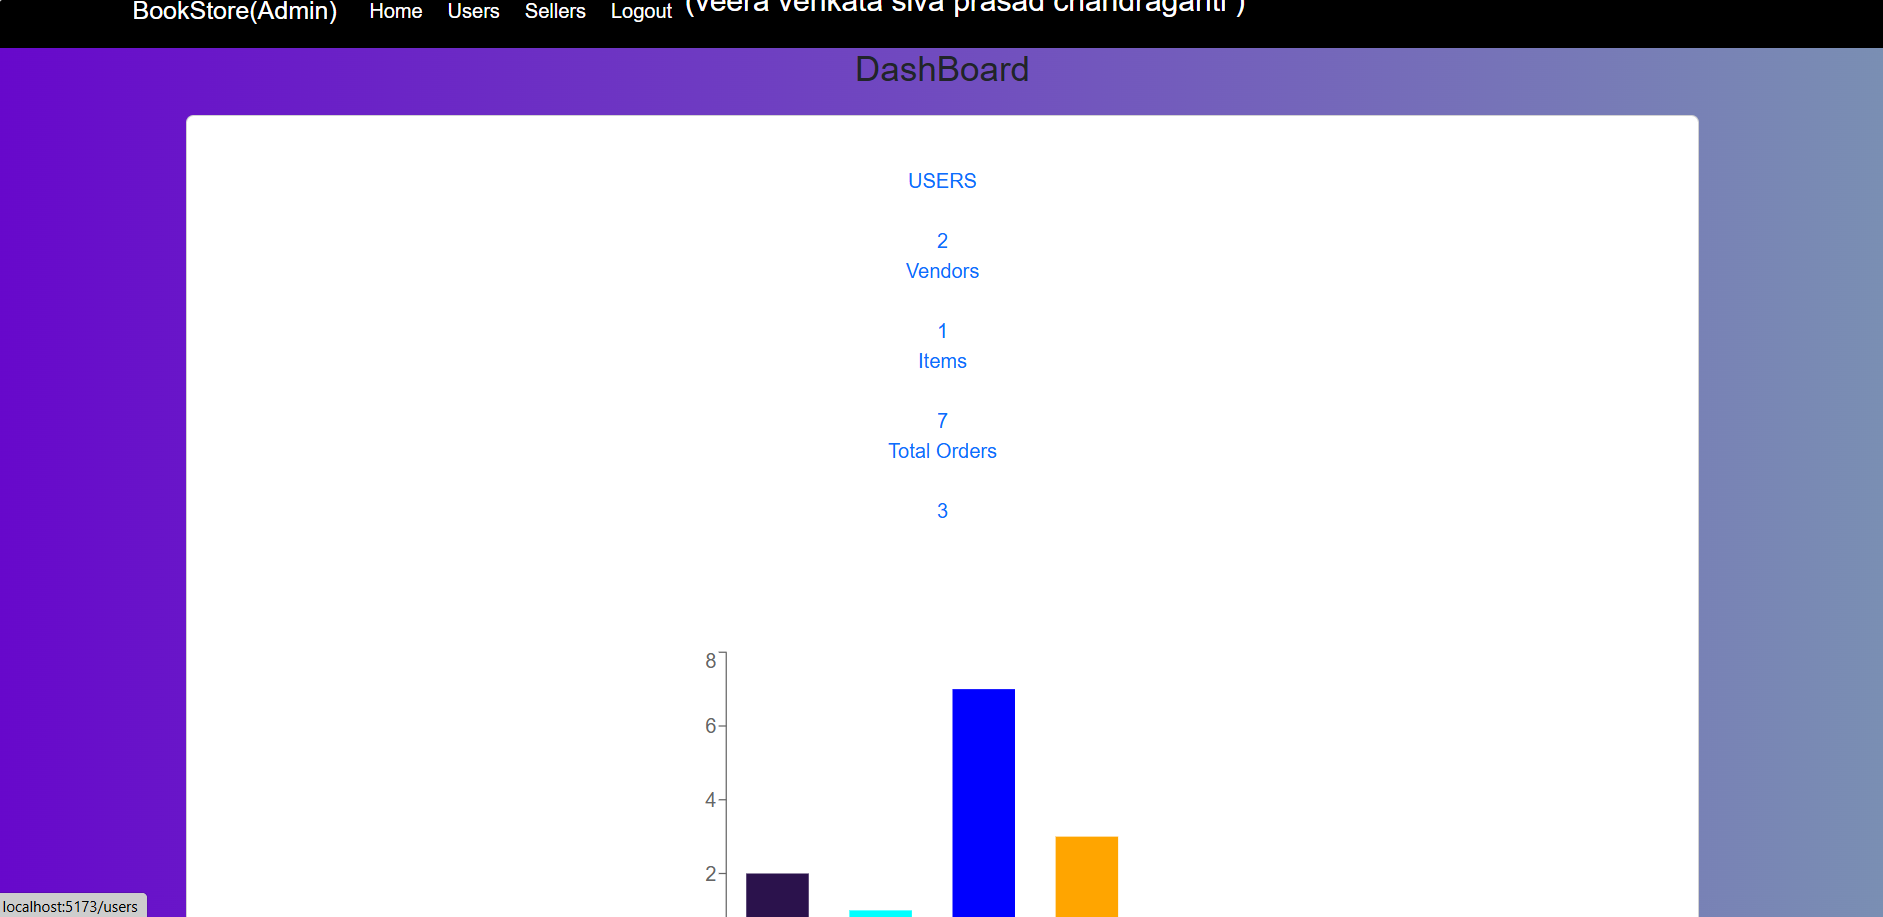 BookStore(Admin) Home Users Sellers Logout (veera venkata siva prasad chandraganti )
DashBoard
USERS
2
Vendors
1
Items
7
Total Orders
3
8
6
4
2
localhost:5173/users